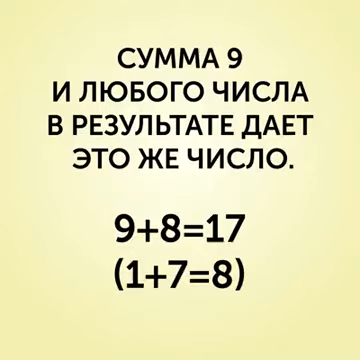 СУММА 9
И ЛЮБОГО ЧИСЛА
В РЕЗУЛЬТАТЕ ДАЕТ
ЭТО ЖЕ ЧИСЛО.
9+8=17
(1+7=8)